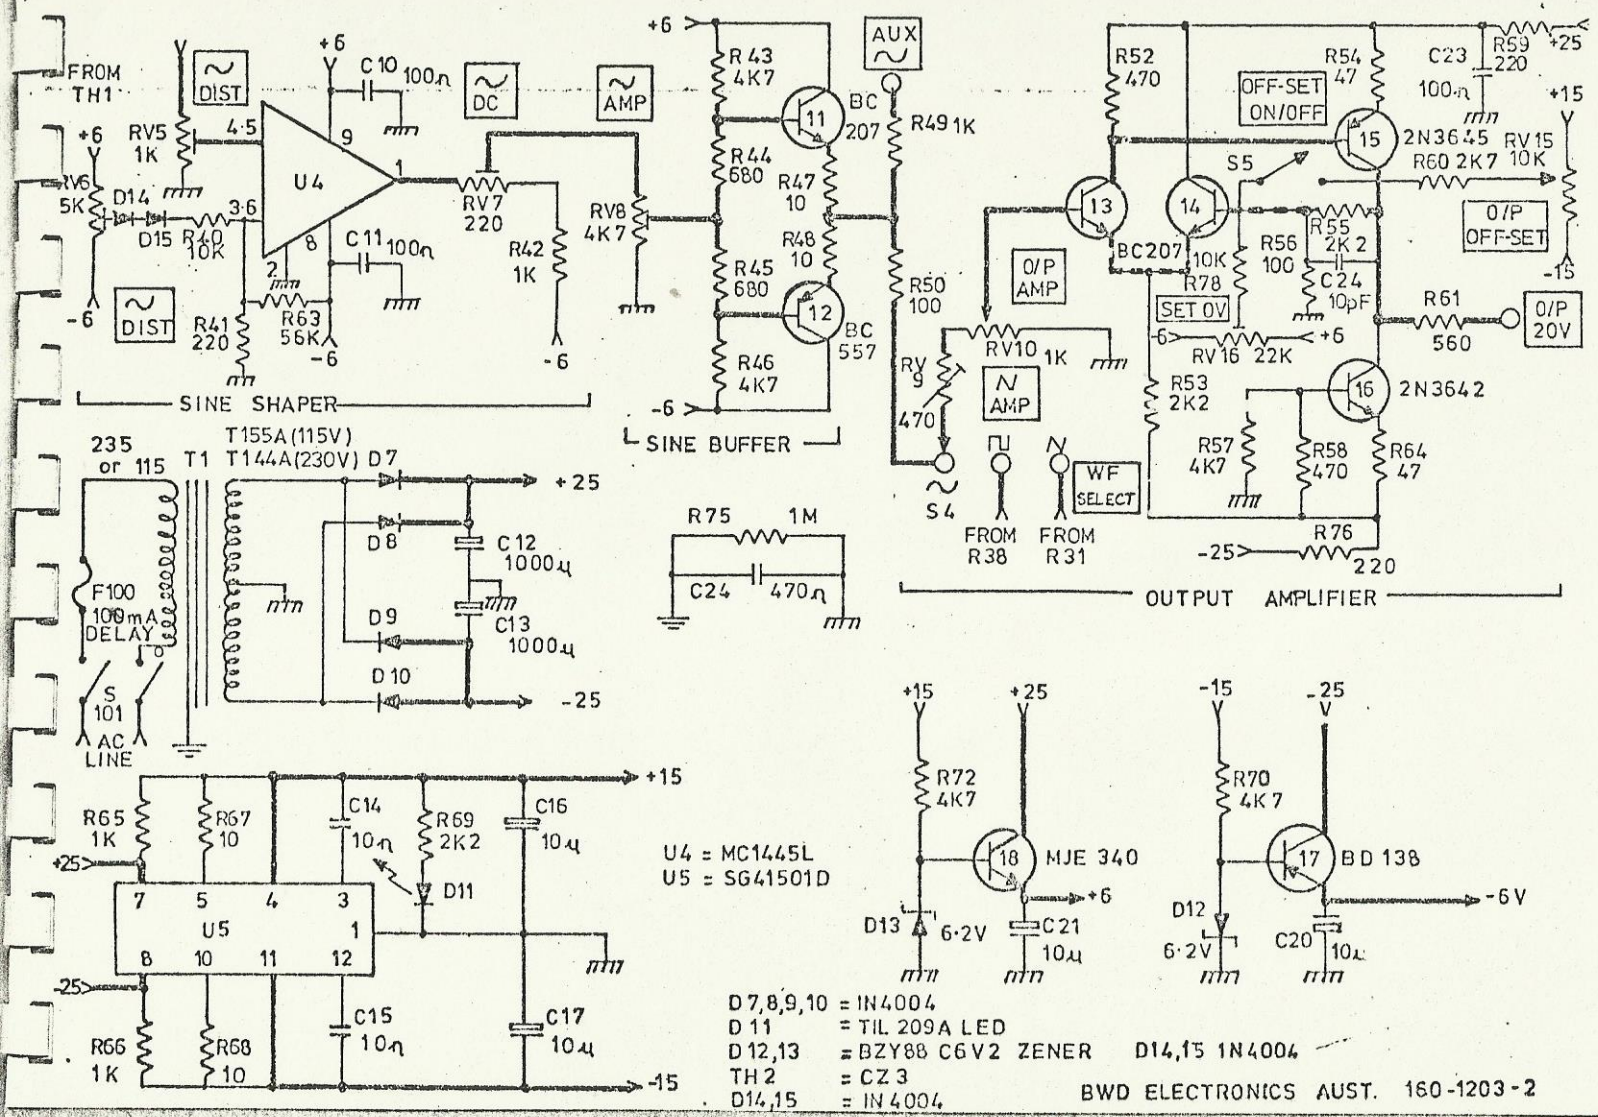 FROM
TH1
RV5
1K
DIST
+6
C10 100n
4·5
9
1
U4
+6
RV6
5K
D14
D15
R40
10K
3·6
8
2
C11 100n
DIST
-6
R41
220
R63
56K
-6
DC
RV7
220
R42
1K
-6
SINE SHAPER
AMP
RV8
4K7
+6
R43
4K7
R44
680
R45
680
R46
4K7
-6
11
BC
207
R47
10
R48
10
12
BC
557
SINE BUFFER
AUX
R49 1K
R50
100
O/P
AMP
RV10 1K
RV
9
470
AMP
S4
FROM
R38
FROM
R31
WF
SELECT
R52
470
13
14
BC207
OFF-SET
ON/OFF
S5
R54
47
15
2N3645
C23
100n
R59
220
+25
+15
RV15
10K
R60 2K7
O/P
OFF-SET
-15
R55
2K2
R56
100
C24
10pF
10K
R78
SET 0V
-6
RV16 22K
+6
R61
560
O/P
20V
R53
2K2
16
2N3642
R57
4K7
R58
470
R64
47
R76
220
-25
OUTPUT AMPLIFIER
235
or 115
T1
T155A(115V)
T144A(230V)
D7
D8
D9
D10
+25
C12
1000µ
C13
1000µ
-25
F100
100mA
DELAY
S
101
AC
LINE
R75 1M
C24 470n
R65
1K
R67
10
C14
10n
R69
2K2
C16
10µ
+15
+25
7 5 4 3
U5
1
8 10 11 12
D11
-25
R66
1K
R68
10
C15
10n
C17
10µ
-15
U4 = MC1445L
U5 = SG41501D
+15
+25
R72
4K7
18
MJE 340
+6
D13
6·2V
C21
10µ
-15
-25
R70
4K7
17
BD 138
-6V
D12
6·2V
C20
10µ
D7,8,9,10 = IN4004
D11 = TIL 209A LED
D12,13 = BZY88 C6V2 ZENER D14,15 1N4004
TH2 = CZ3
D14,15 = IN4004
BWD ELECTRONICS AUST. 160-1203-2